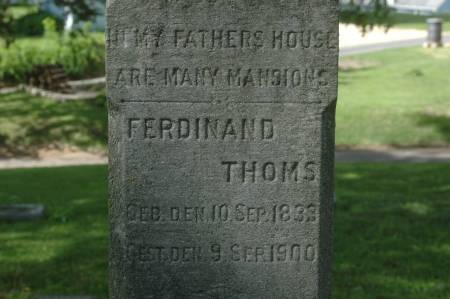 IN MY FATHERS HOUSE
ARE MANY MANSIONS
FERDINAND
THOMS
GEB. DEN. 10. SEP. 1833
GEST. DEN 9 SEP. 1900